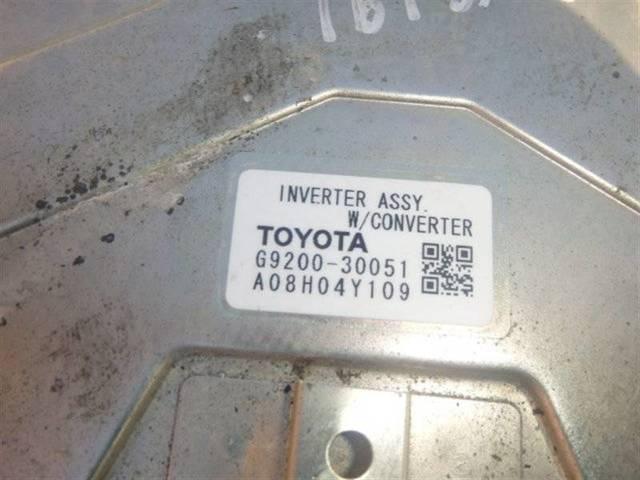 INVERTER ASSY.
W/CONVERTER
TOYOTA
G9200-30051
A08H04Y109